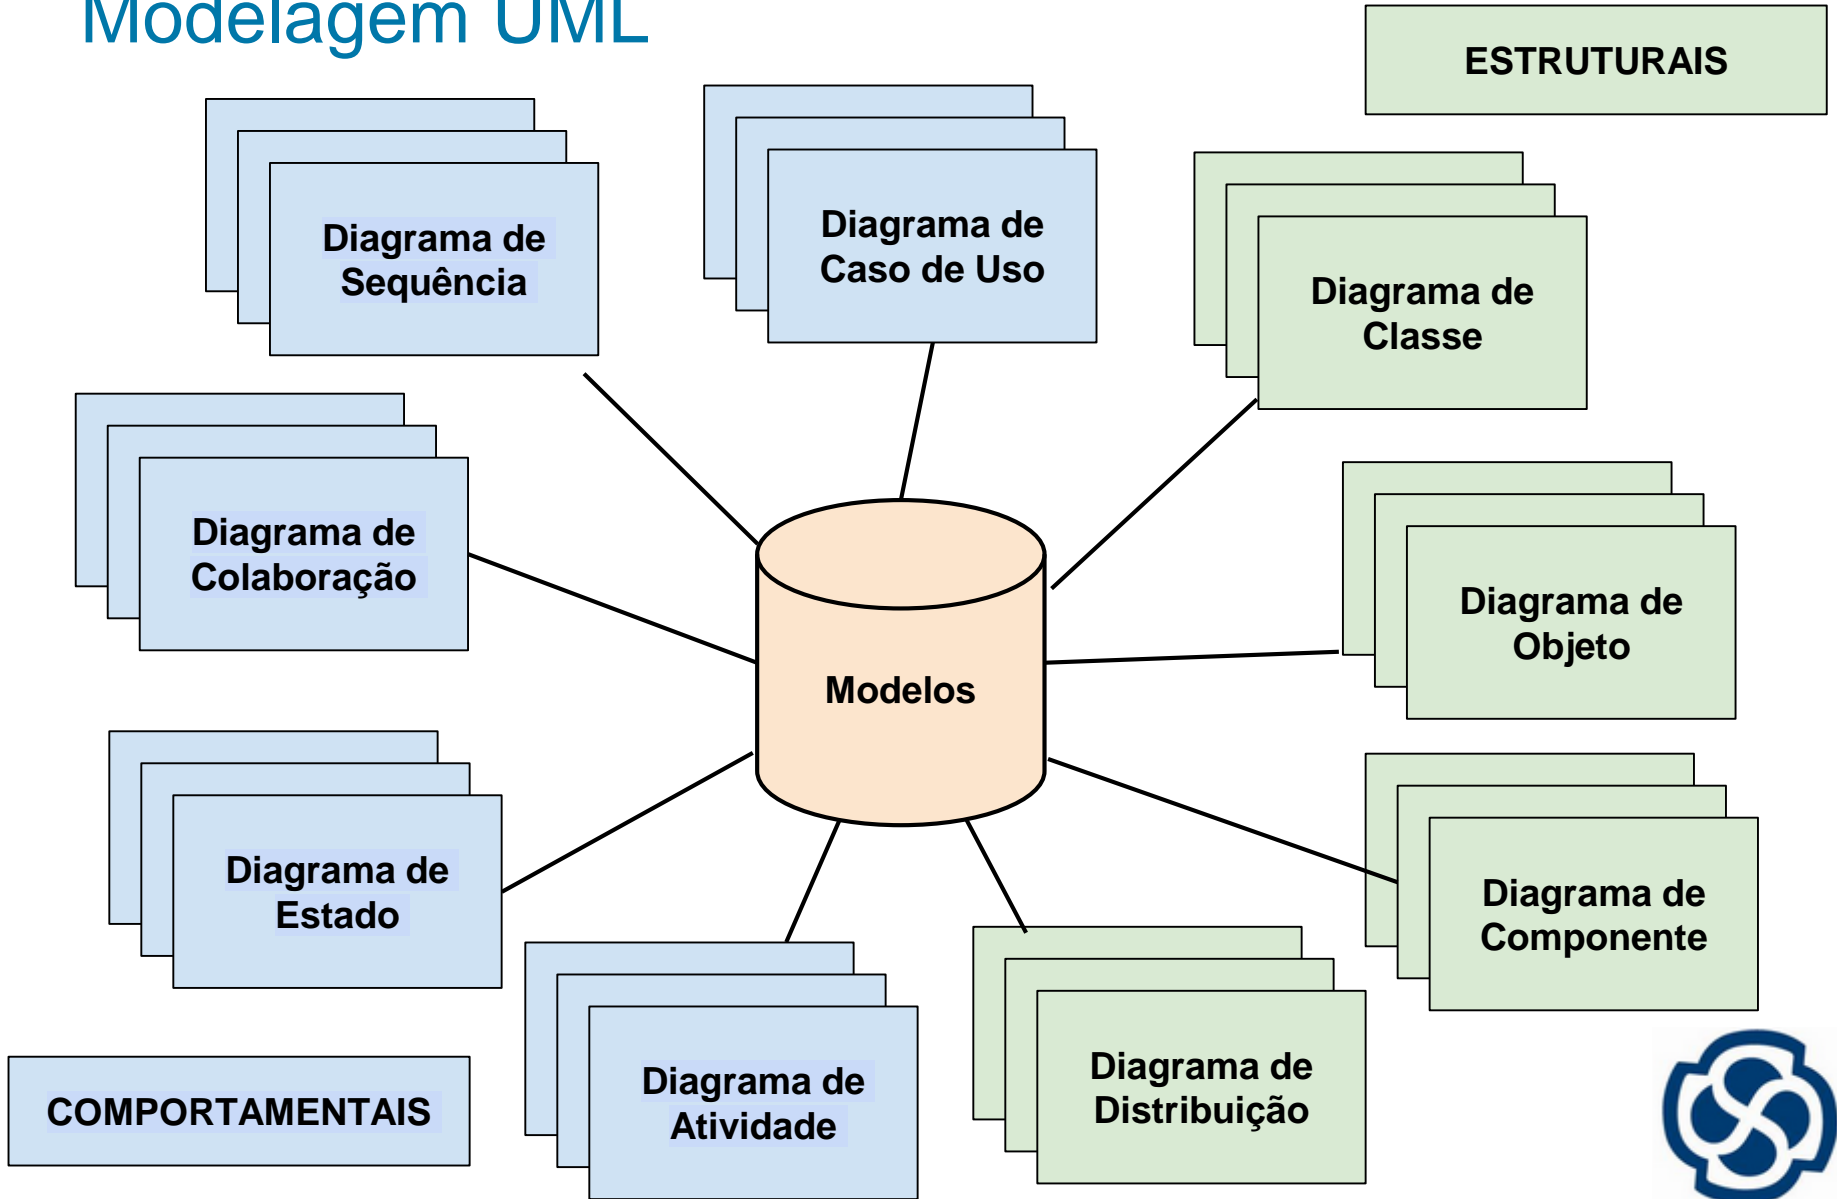 Modelagem UML
ESTRUTURAIS
Diagrama de
Sequência
Diagrama de
Caso de Uso
Diagrama de
Classe
Diagrama de
Colaboração
Diagrama de
Objeto
Modelos
Diagrama de
Estado
Diagrama de
Componente
Diagrama de
Atividade
Diagrama de
Distribuição
COMPORTAMENTAIS